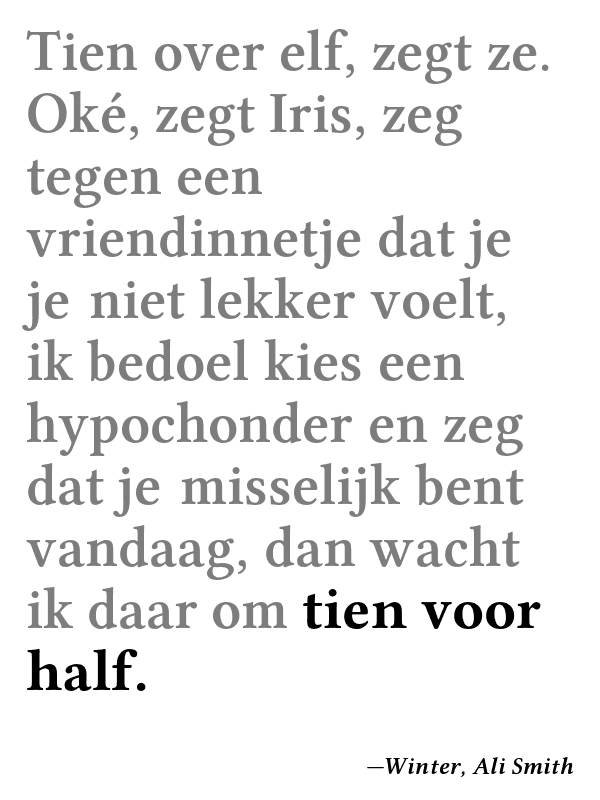 Tien over elf, zegt ze.
Oké, zegt Iris, zeg
tegen een
vriendinnetje dat je
je niet lekker voelt,
ik bedoel kies een
hypochonder en zeg
dat je misselijk bent
vandaag, dan wacht
ik daar om tien voor
half.
—Winter, Ali Smith